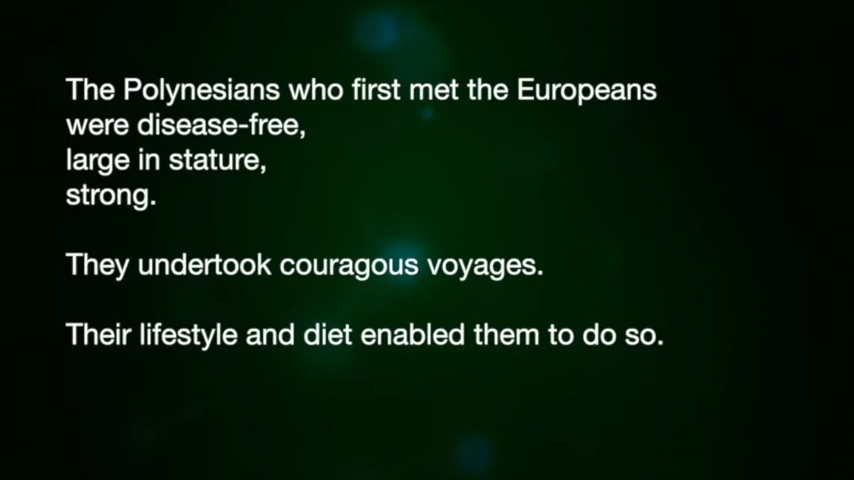 The Polynesians who first met the Europeans
were disease-free,
large in stature,
strong.
They undertook couragous voyages.
Their lifestyle and diet enabled them to do so.